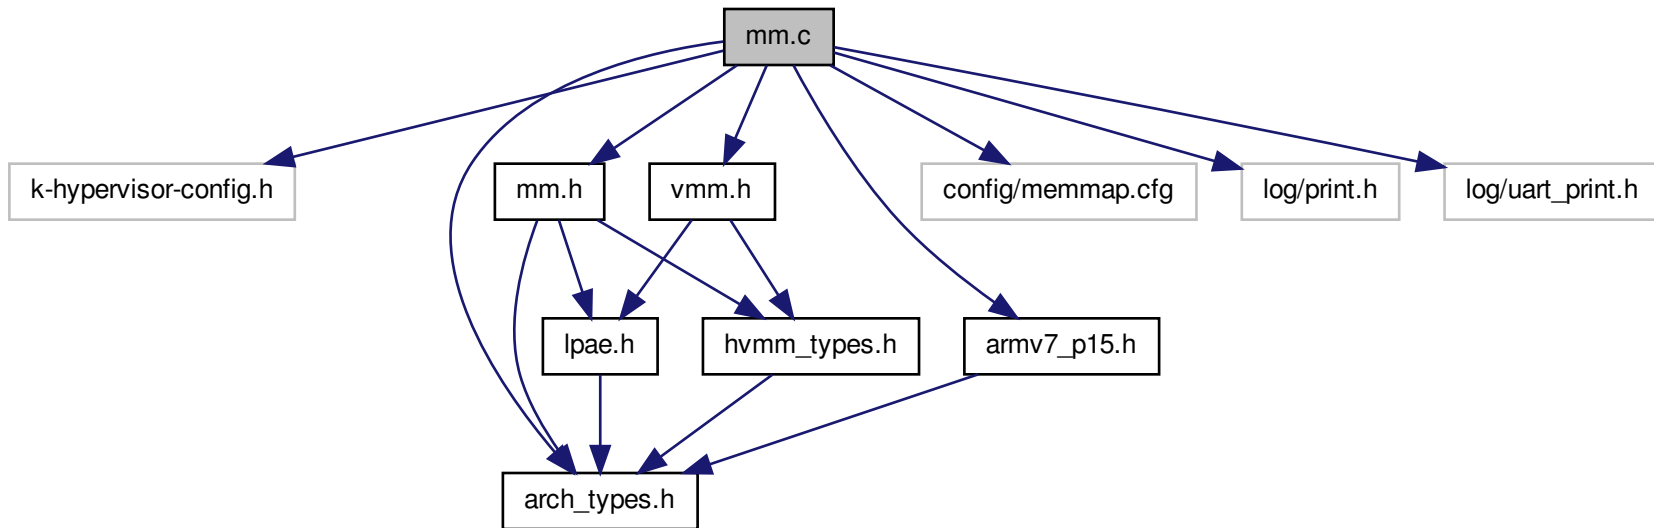 mm.c
k-hypervisor-config.h
mm.h
vmm.h
config/memmap.cfg
log/print.h
log/uart_print.h
lpae.h
hvmm_types.h
armv7_p15.h
arch_types.h